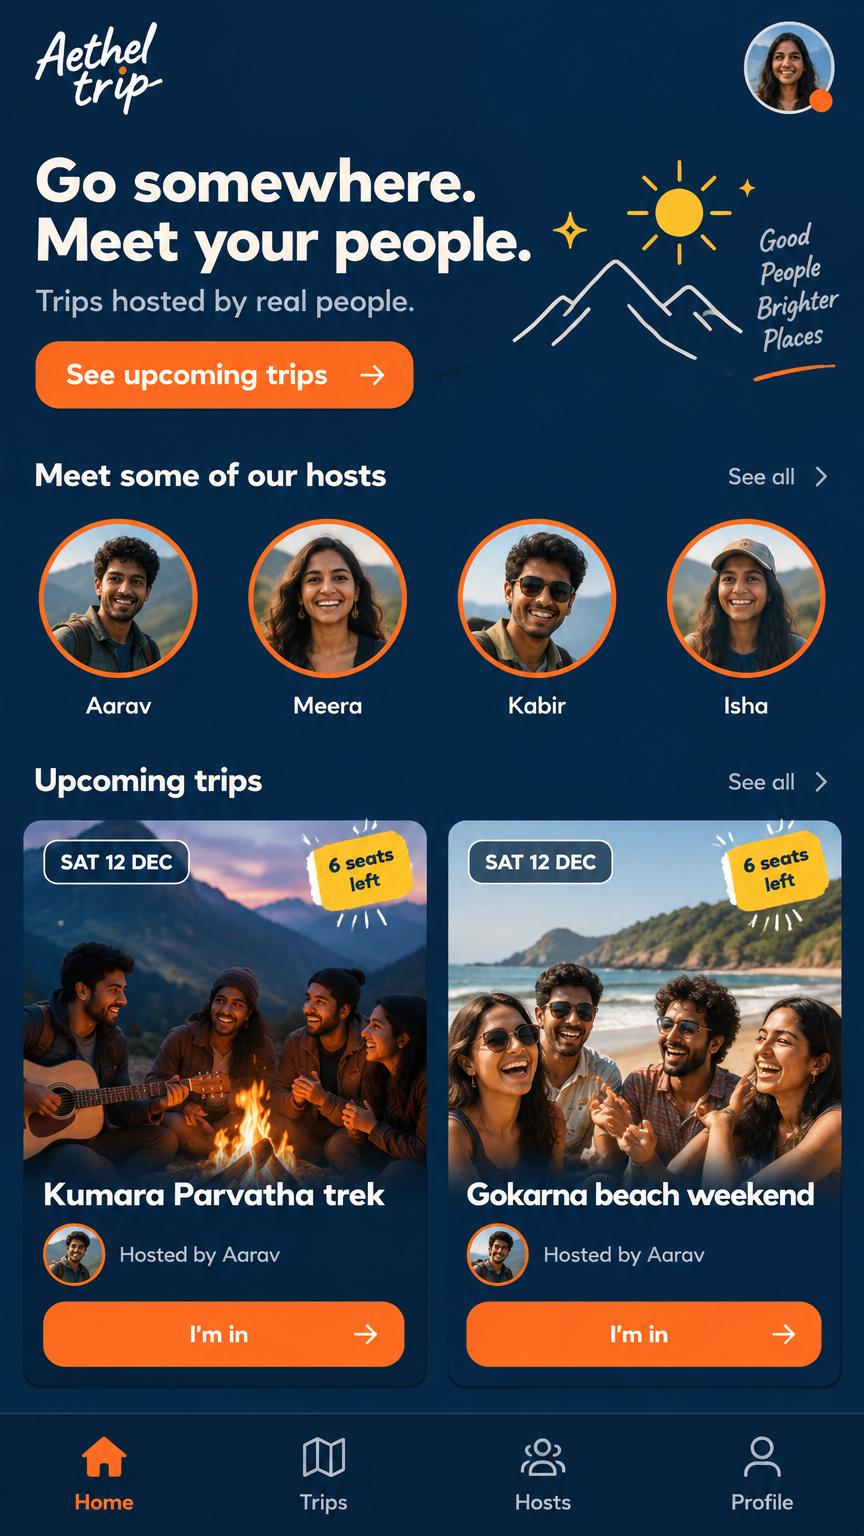 Aethel
trip
Go somewhere.
Meet your people.
Trips hosted by real people.
See upcoming trips
Good
People
Brighter
Places
Meet some of our hosts
See all
Aarav
Meera
Kabir
Isha
Upcoming trips
See all
SAT 12 DEC
6 seats
left
Kumara Parvatha trek
Hosted by Aarav
I'm in
SAT 12 DEC
6 seats
left
Gokarna beach weekend
Hosted by Aarav
I'm in
Home
Trips
Hosts
Profile